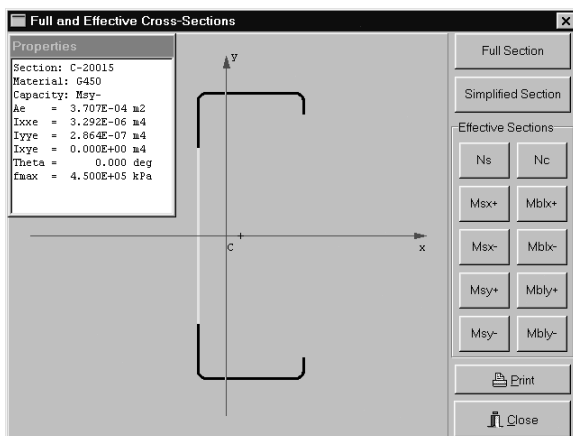 Full and Effective Cross-Sections
Properties
Section: C-20015
Material: G450
Capacity: Msy-
Ae = 3.707E-04 m2
Ixxe = 3.292E-06 m4
Iyye = 2.864E-07 m4
Ixye = 0.000E+00 m4
Theta = 0.000 deg
fmax = 4.500E+05 kPa
y
C
x
Full Section
Simplified Section
Effective Sections
Ns Nc
Msx+ Mblx+
Msx- Mblx-
Msy+ Mbly+
Msy- Mbly-
Print
Close